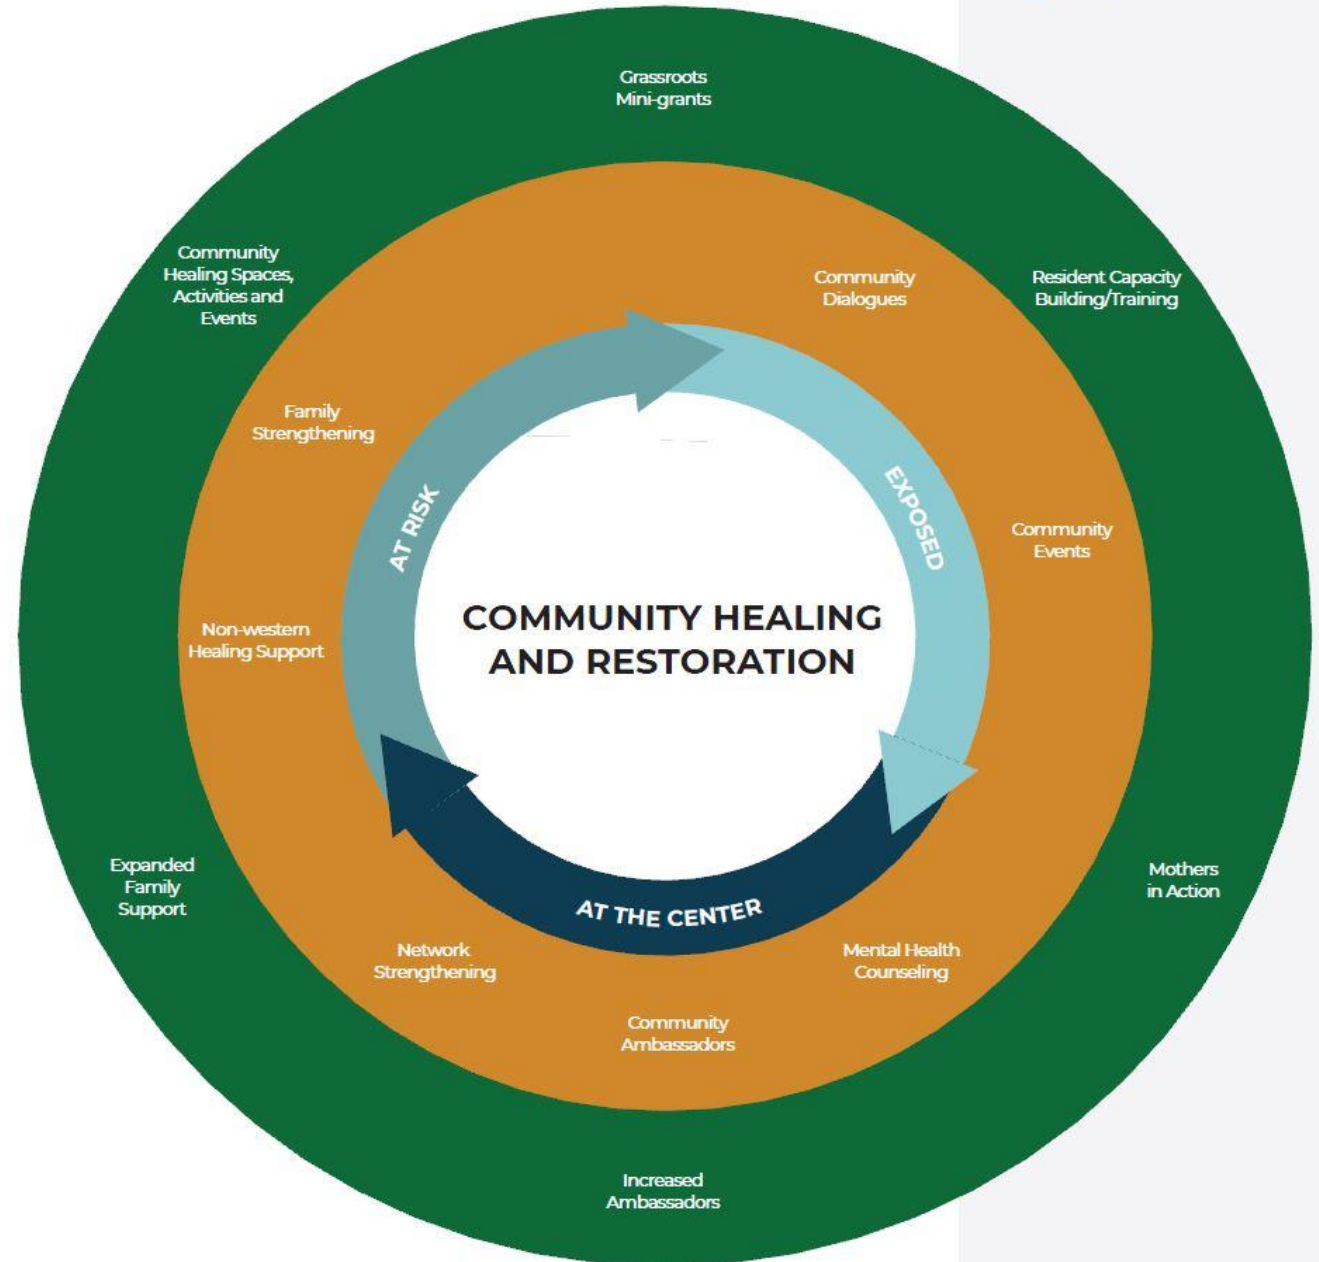 Grassroots
Mini-grants
Community
Healing Spaces,
Activities and
Events
Community
Dialogues
Resident Capacity
Building/Training
Family
Strengthening
AT RISK
EXPOSED
Community
Events
COMMUNITY HEALING
AND RESTORATION
Non-western
Healing Support
Expanded
Family
Support
Mothers
in Action
AT THE CENTER
Network
Strengthening
Mental Health
Counseling
Community
Ambassadors
Increased
Ambassadors